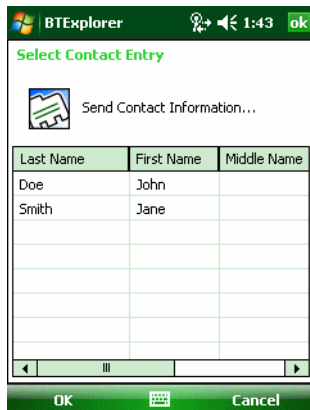 BTExplorer 1:43 ok
Select Contact Entry
Send Contact Information...
Last Name First Name Middle Name
Doe John
Smith Jane
OK Cancel